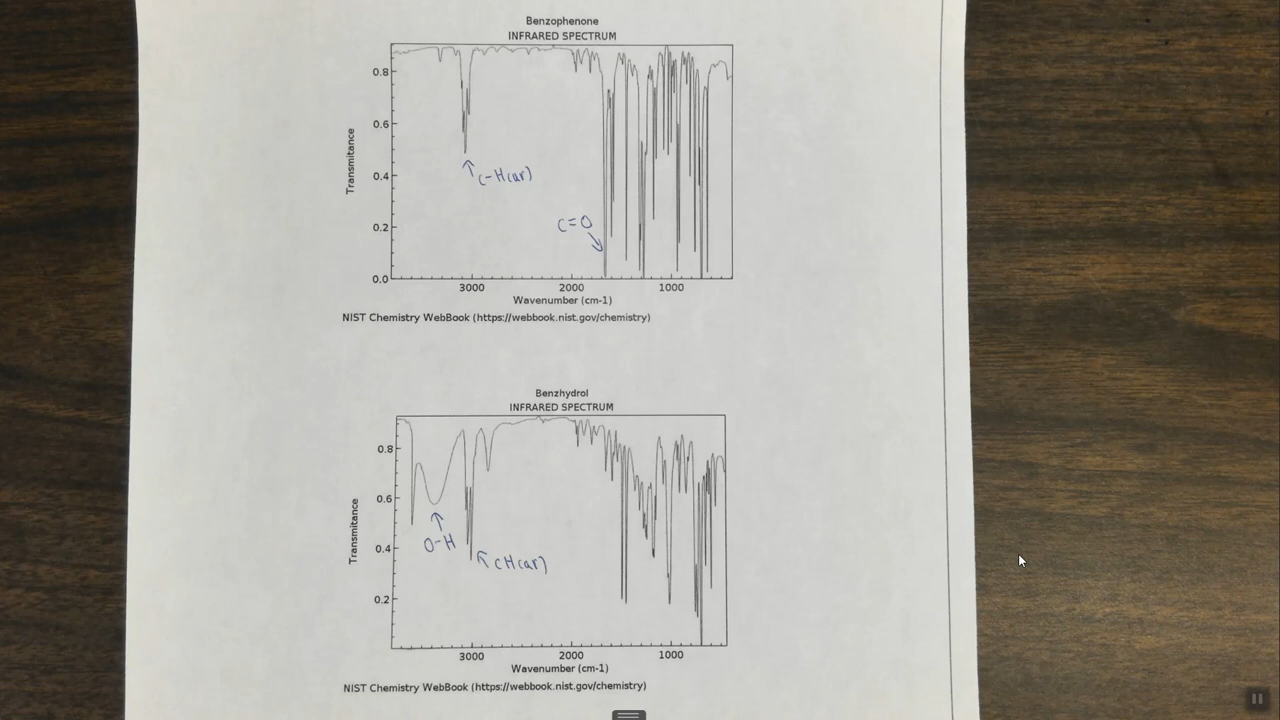 Benzophenone
INFRARED SPECTRUM
0.8
0.6
0.4
0.2
0.0
Transmitance
C-H(ar)
C=O
3000 2000 1000
Wavenumber (cm-1)
NIST Chemistry WebBook (https://webbook.nist.gov/chemistry)
Benzhydrol
INFRARED SPECTRUM
0.8
0.6
0.4
0.2
Transmitance
O-H
CH(ar)
3000 2000 1000
Wavenumber (cm-1)
NIST Chemistry WebBook (https://webbook.nist.gov/chemistry)